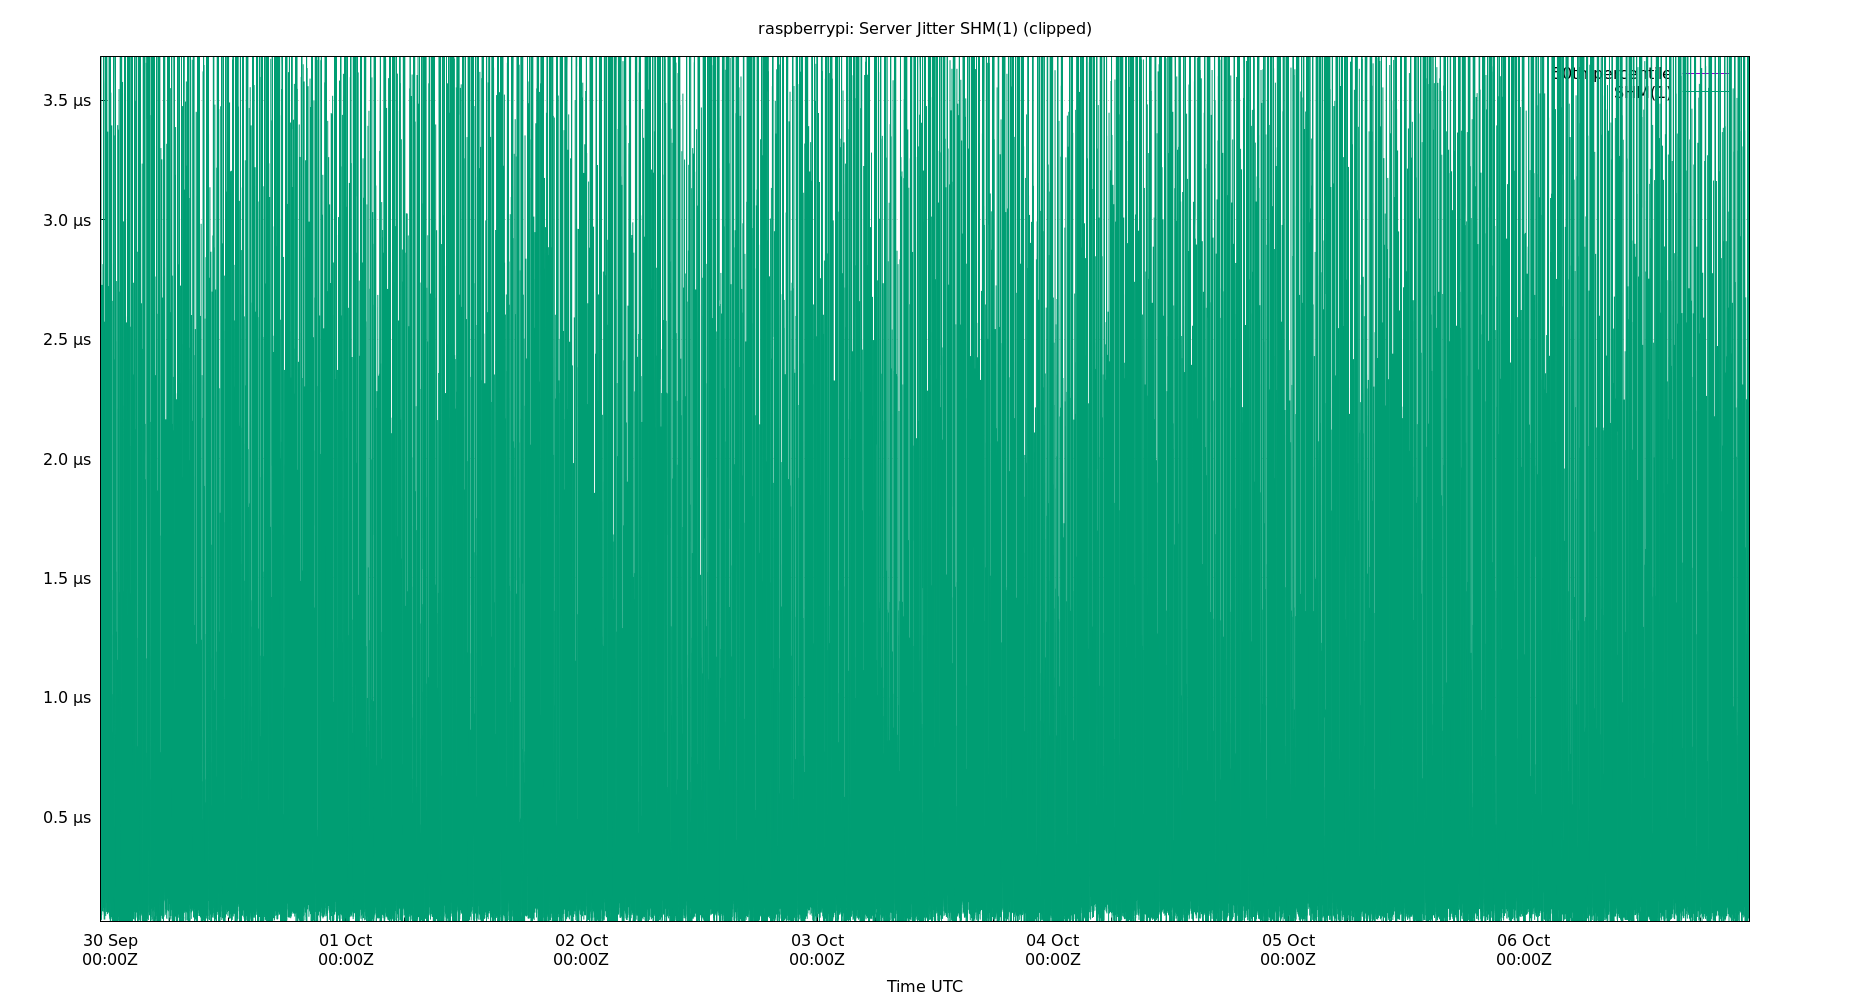 raspberrypi: Server Jitter SHM(1) (clipped)
percentile
SHM(1)
3.5 µs
3.0 µs
2.5 µs
2.0 µs
1.5 µs
1.0 µs
0.5 µs
30 Sep 01 Oct 02 Oct 03 Oct 04 Oct 05 Oct 06 Oct
00:00Z 00:00Z 00:00Z 00:00Z 00:00Z 00:00Z 00:00Z
Time UTC